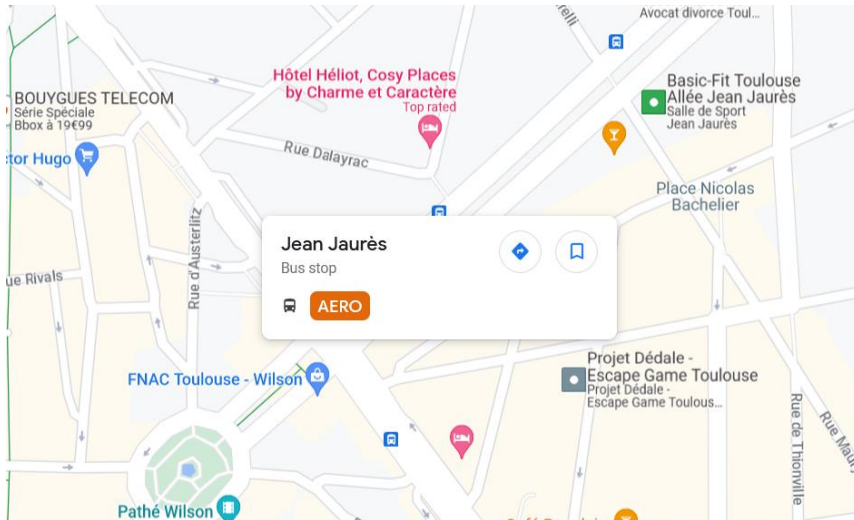 Avocat divorce Toul...
Hôtel Héliot, Cosy Places
by Charme et Caractère
Top rated
Basic-Fit Toulouse
Allée Jean Jaurès
Salle de Sport
Jean Jaurès
BOUYGUES TELECOM
Série Spéciale
Bbox à 19€99
tor Hugo
Rue Dalayrac
Place Nicolas
Bachelier
Rue d'Austerlitz
ue Rivals
Jean Jaurès
Bus stop
AERO
FNAC Toulouse - Wilson
Projet Dédale -
Escape Game Toulouse
Projet Dédale -
Escape Game Toulous...
Rue de Thionville
Rue Mau
Pathé Wilson